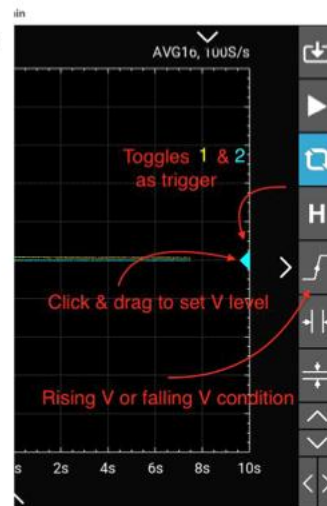 in
AVG16, 100S/s
Toggles 1 & 2
as trigger
H
Click & drag to set V level
Rising V or falling V condition
s 2s 4s 6s 8s 10s